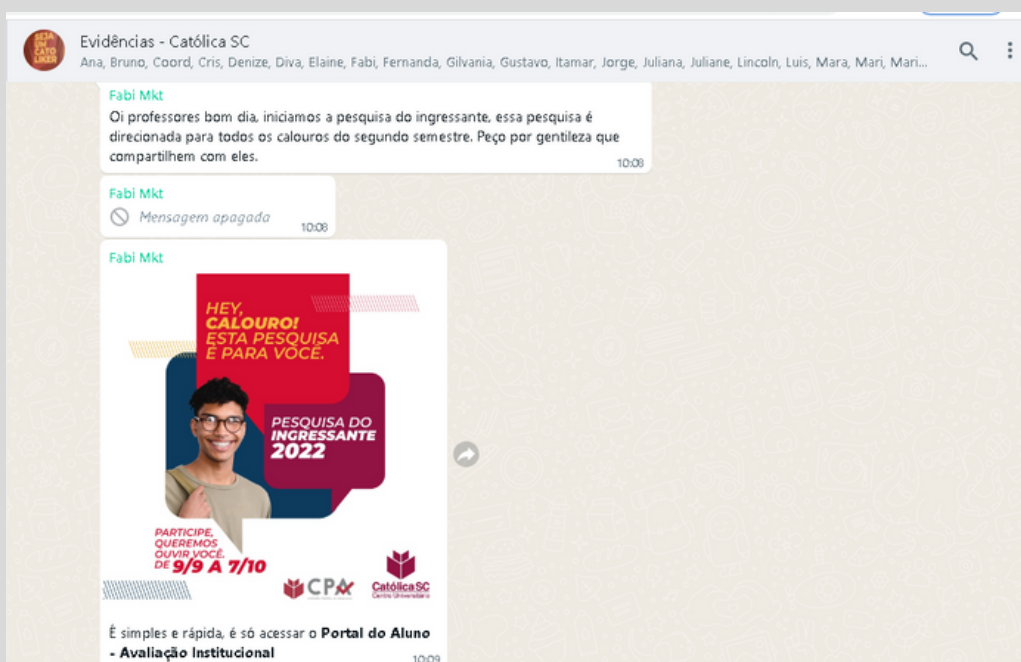 SEJA
UM
CATO
LIKER
Evidências - Católica SC
Ana, Bruno, Coord, Cris, Denize, Diva, Elaine, Fabi, Fernanda, Gilvania, Gustavo, Itamar, Jorge, Juliana, Juliane, Lincoln, Luis, Mara, Mari, Mari...
Fabi Mkt
Oi professores bom dia, iniciamos a pesquisa do ingressante, essa pesquisa é
direcionada para todos os calouros do segundo semestre. Peço por gentileza que
compartilhem com eles.
10:08
Fabi Mkt
Mensagem apagada
10:08
Fabi Mkt
HEY,
CALOURO!
ESTA PESQUISA
É PARA VOCÊ.
PESQUISA DO
INGRESSANTE
2022
PARTICIPE,
QUEREMOS
OUVIR VOCÊ.
DE 9/9 A 7/10
CPA
Católica SC
Centro Universitário
É simples e rápida, é só acessar o Portal do Aluno
- Avaliação Institucional
10:09